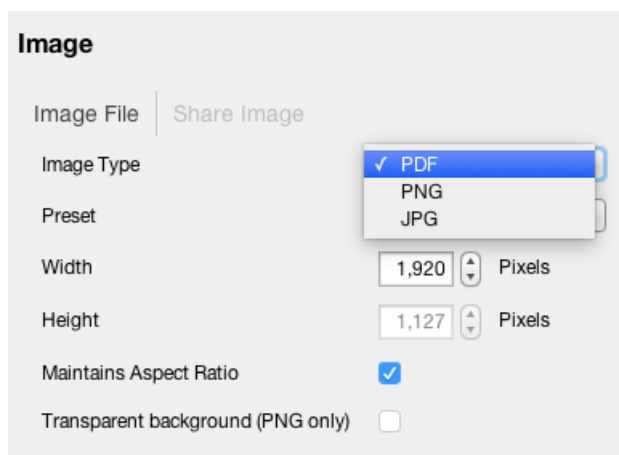 Image
Image File Share Image
Image Type ✓ PDF
PNG
Preset JPG
Width 1,920 Pixels
Height 1,127 Pixels
Maintains Aspect Ratio
Transparent background (PNG only)